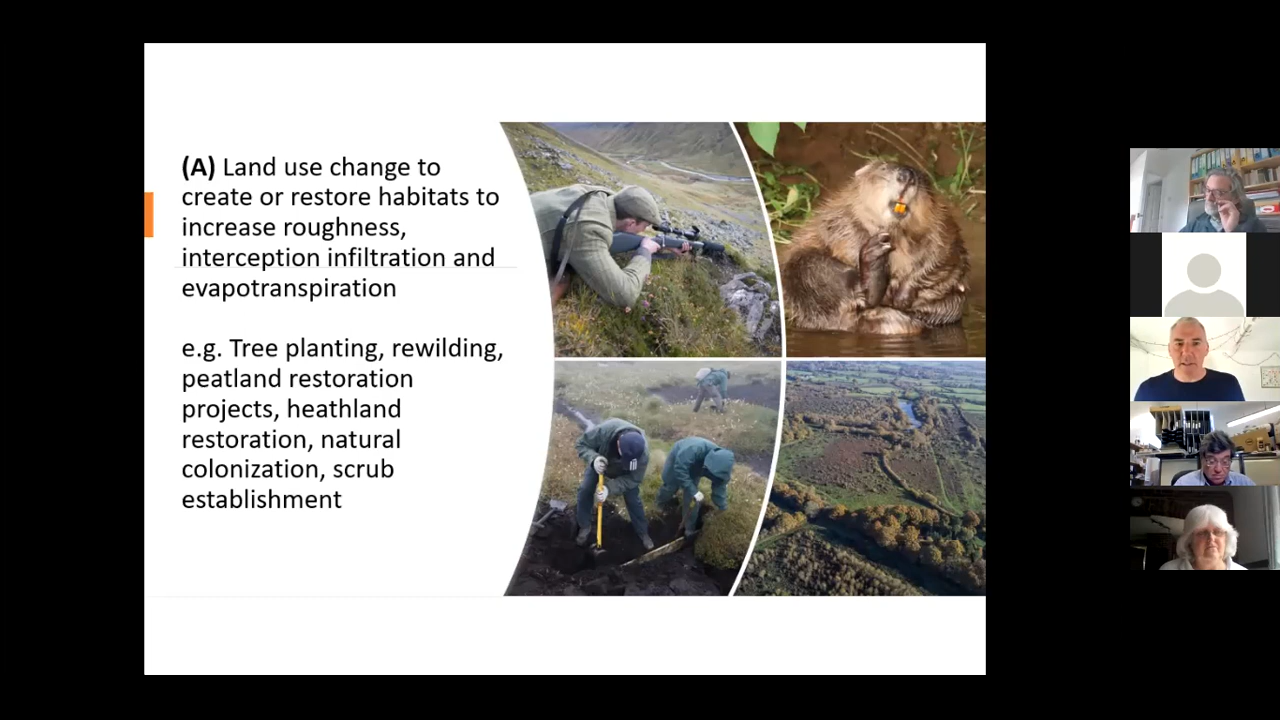 (A) Land use change to
create or restore habitats to
increase roughness,
interception infiltration and
evapotranspiration
e.g. Tree planting, rewilding,
peatland restoration
projects, heathland
restoration, natural
colonization, scrub
establishment